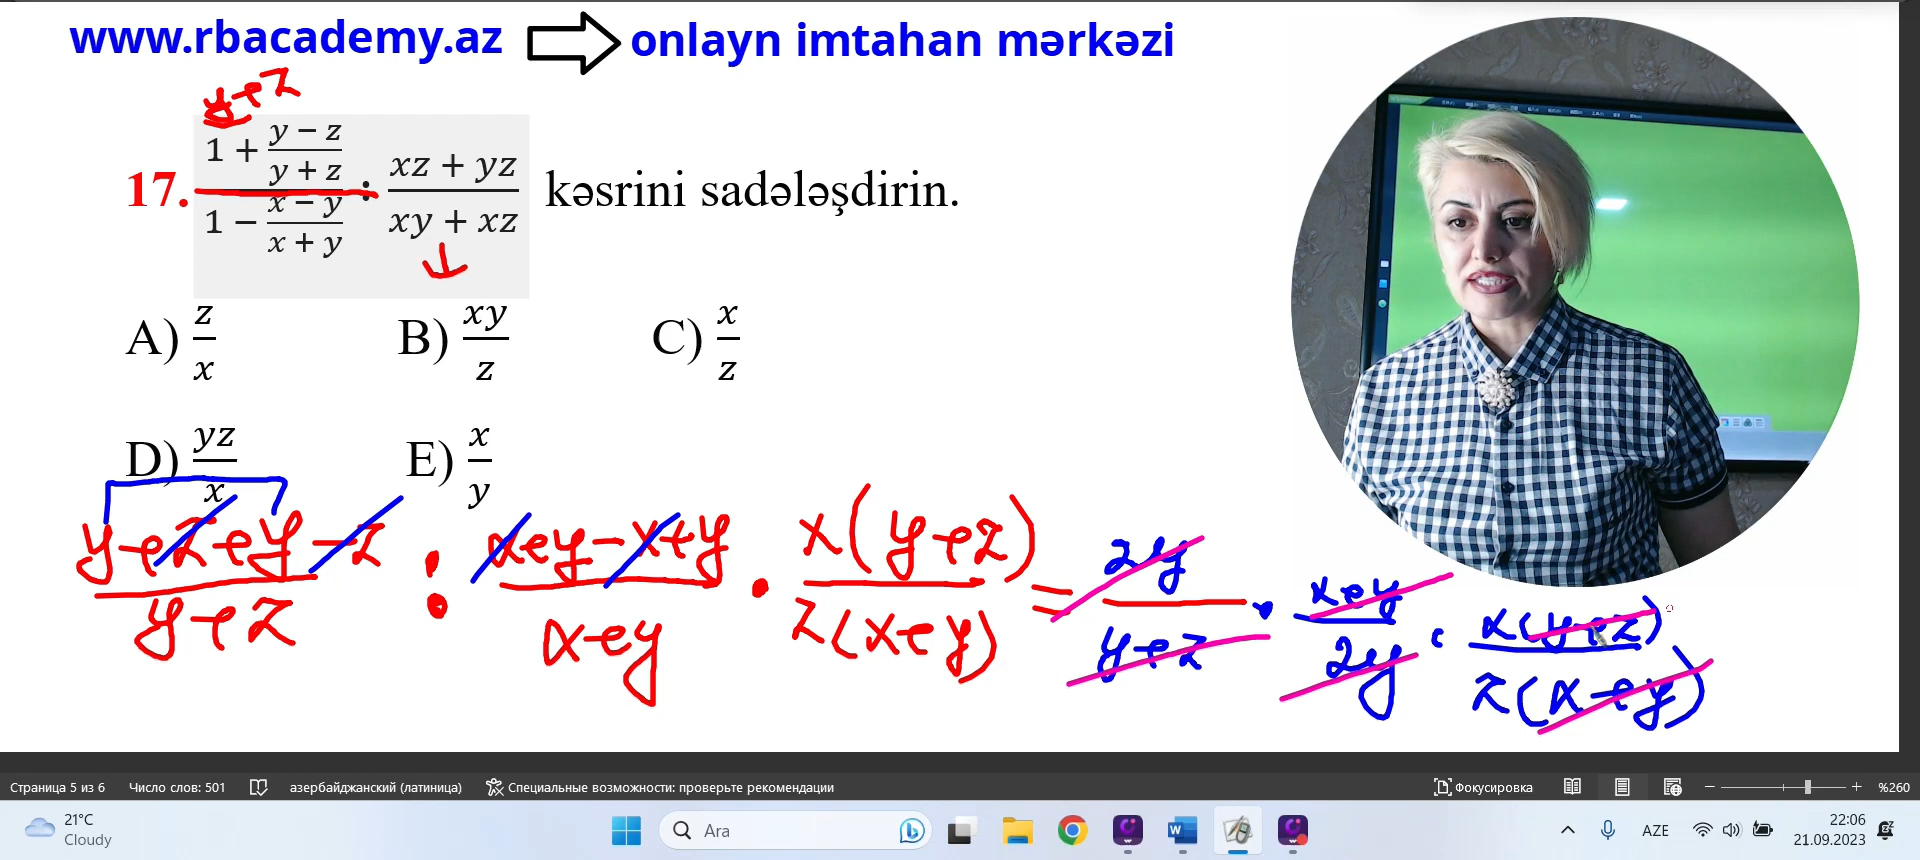 www.rbacademy.az onlayn imtahan mərkəzi
y+z
17. (1 + (y − z)/(y + z))/(1 − (x − y)/(x + y)) : (xz + yz)/(xy + xz) kəsrini sadələşdirin.
A) z/x B) xy/z C) x/z
D) yz/x E) x/y
(y+z+y−z)/(y+z) : (x+y−x+y)/(x+y) · x(y+z)/z(x+y) = 2y/(y+z) · (x+y)/2y · x(y+z)/z(x+y)
Страница 5 из 6 Число слов: 501 азербайджанский (латиница) Специальные возможности: проверьте рекомендации Фокусировка − + %260
21°C
Cloudy
Ara
AZE
22:06
21.09.2023